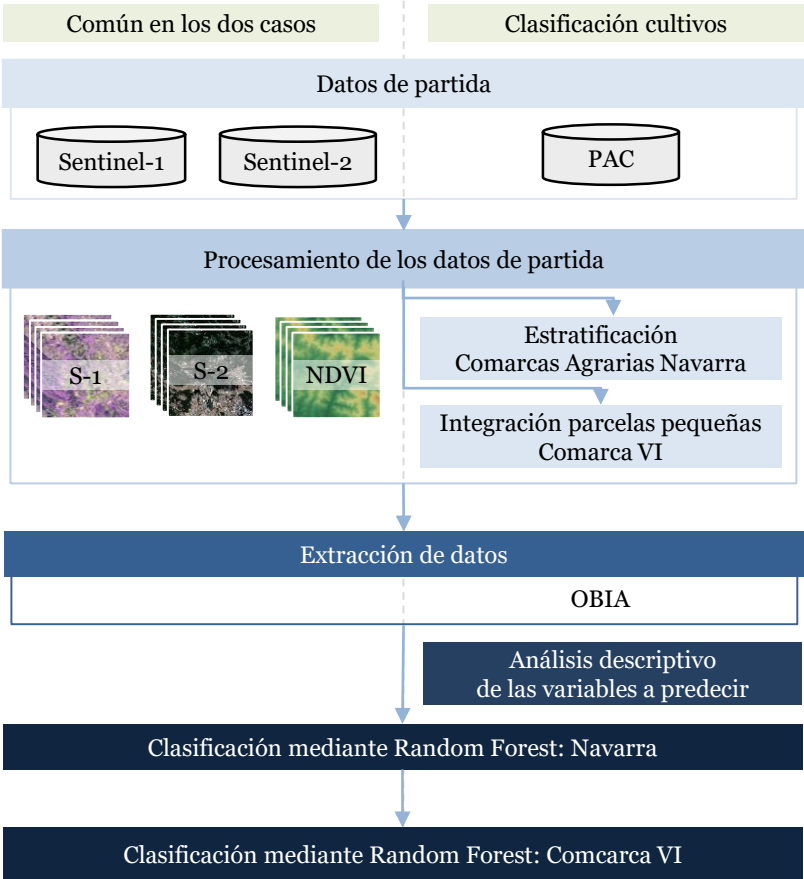 Común en los dos casos
Clasificación cultivos
Datos de partida
Sentinel-1
Sentinel-2
PAC
Procesamiento de los datos de partida
S-1
S-2
NDVI
Estratificación
Comarcas Agrarias Navarra
Integración parcelas pequeñas
Comarca VI
Extracción de datos
OBIA
Análisis descriptivo
de las variables a predecir
Clasificación mediante Random Forest: Navarra
Clasificación mediante Random Forest: Comcarca VI